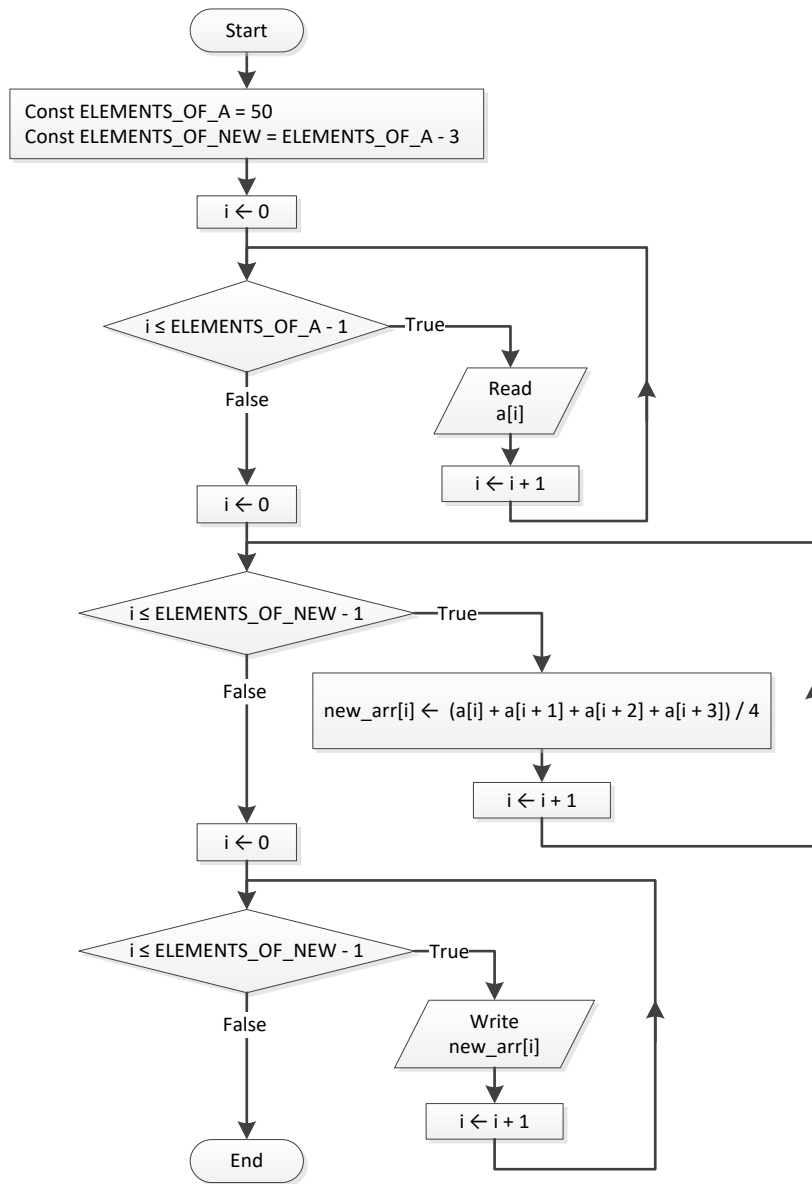 Start
Const ELEMENTS_OF_A = 50
Const ELEMENTS_OF_NEW = ELEMENTS_OF_A - 3
i ← 0
i ≤ ELEMENTS_OF_A - 1
True
Read
a[i]
False
i ← i + 1
i ← 0
i ≤ ELEMENTS_OF_NEW - 1
True
False
new_arr[i] ← (a[i] + a[i + 1] + a[i + 2] + a[i + 3]) / 4
i ← i + 1
i ← 0
i ≤ ELEMENTS_OF_NEW - 1
True
False
Write
new_arr[i]
i ← i + 1
End